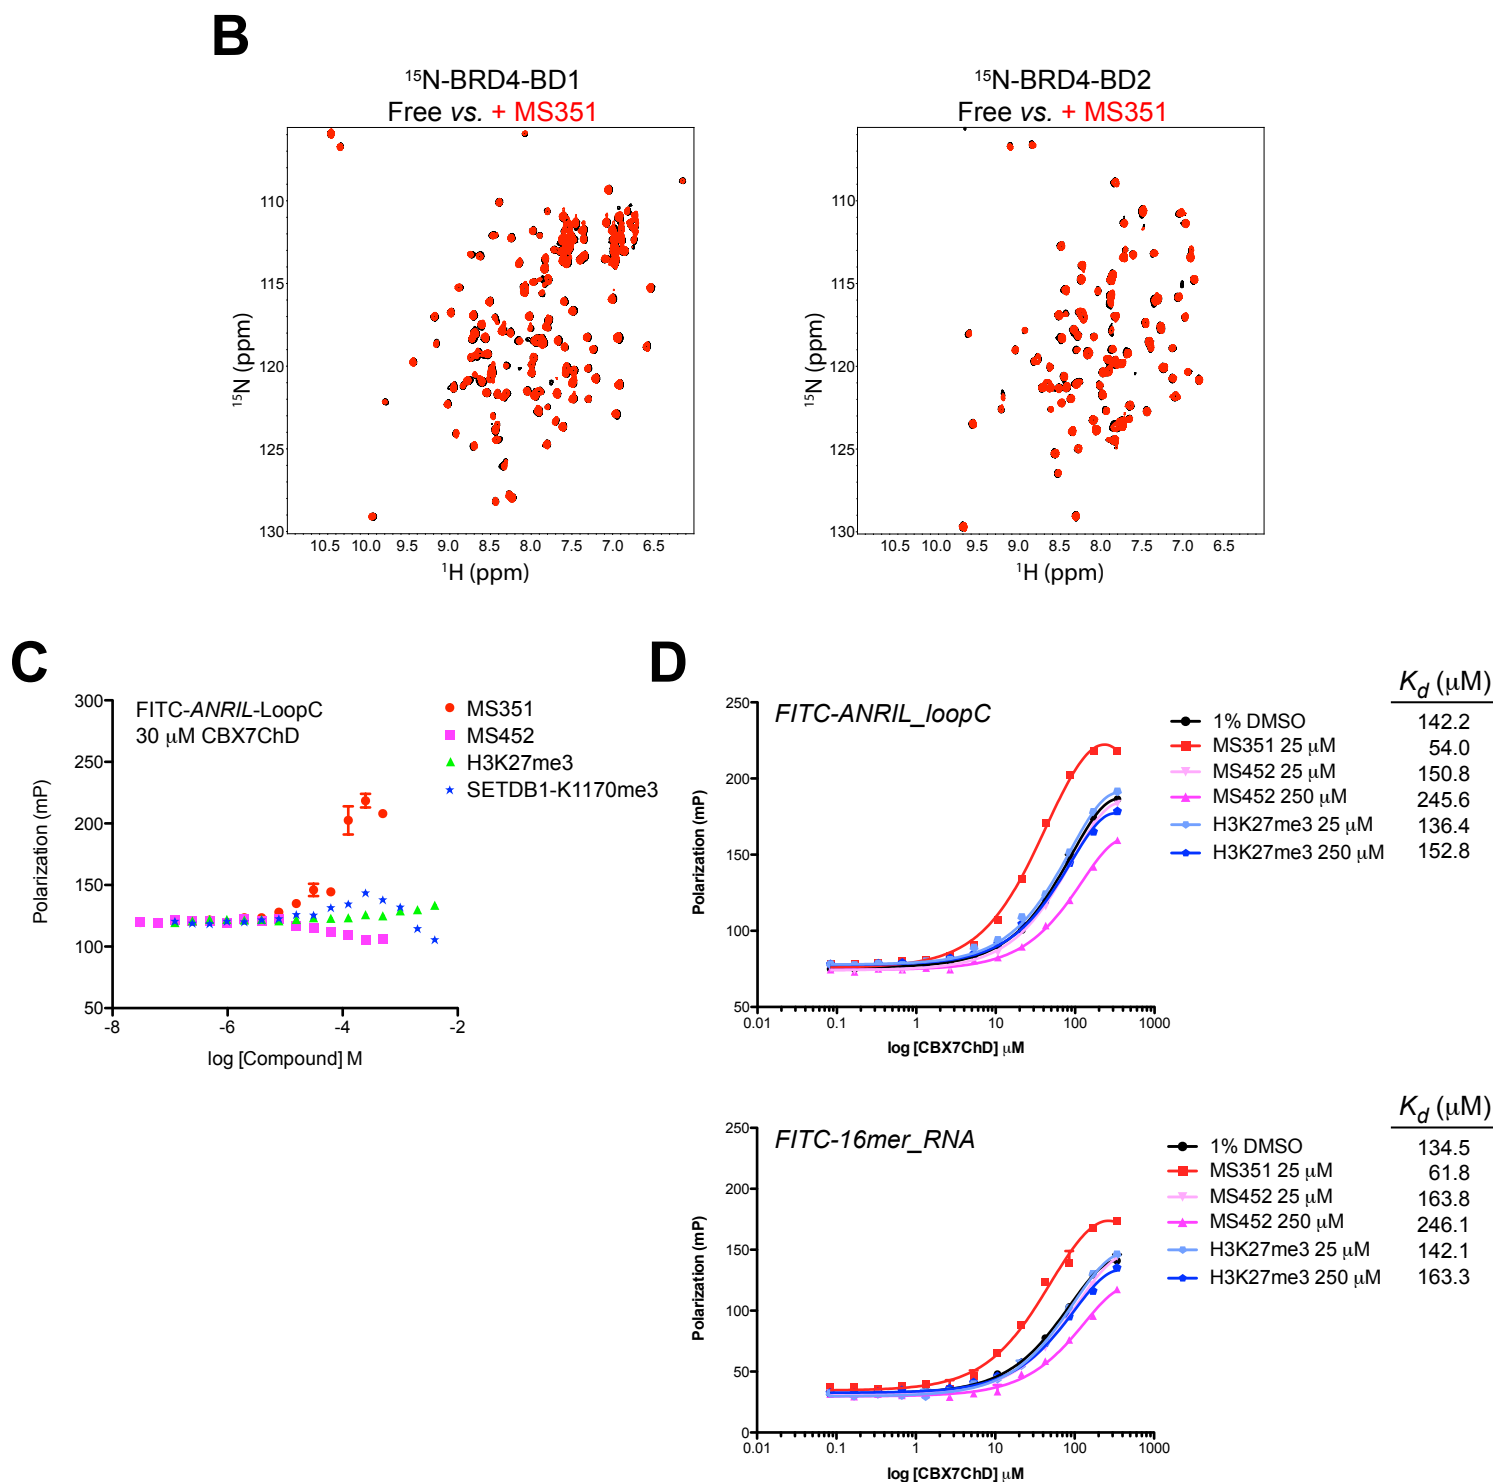 B
15N-BRD4-BD1
Free vs. + MS351
110
115
120
125
130
15N (ppm)
10.5 10.0 9.5 9.0 8.5 8.0 7.5 7.0 6.5
1H (ppm)
15N-BRD4-BD2
Free vs. + MS351
110
115
120
125
130
15N (ppm)
10.5 10.0 9.5 9.0 8.5 8.0 7.5 7.0 6.5
1H (ppm)
C
FITC-ANRIL-LoopC
30 μM CBX7ChD
MS351
MS452
H3K27me3
SETDB1-K1170me3
300
250
200
150
100
50
Polarization (mP)
-8 -6 -4 -2
log [Compound] M
D
FITC-ANRIL_loopC
250
200
150
100
50
Polarization (mP)
0.01 0.1 1 10 100 1000
log [CBX7ChD] μM
Kd (μM)
1% DMSO 142.2
MS351 25 μM 54.0
MS452 25 μM 150.8
MS452 250 μM 245.6
H3K27me3 25 μM 136.4
H3K27me3 250 μM 152.8
FITC-16mer_RNA
250
200
150
100
50
0
Polarization (mP)
0.01 0.1 1 10 100 1000
log [CBX7ChD] μM
Kd (μM)
1% DMSO 134.5
MS351 25 μM 61.8
MS452 25 μM 163.8
MS452 250 μM 246.1
H3K27me3 25 μM 142.1
H3K27me3 250 μM 163.3